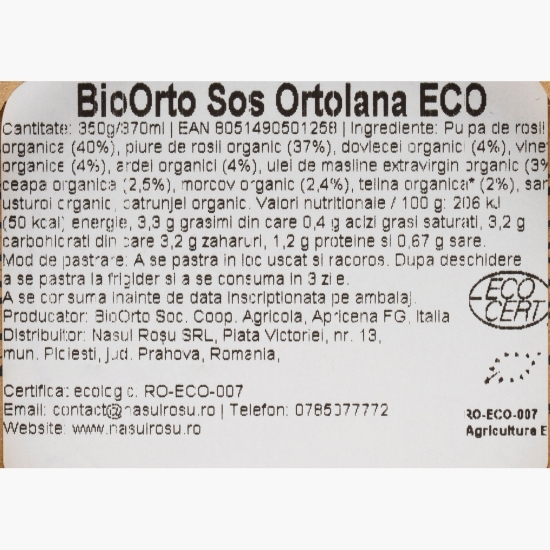 BioOrto Sos Ortolana ECO
Cantitate: 350g/370ml | EAN 8051490501258 | Ingrediente: Pulpa de rosii
organica (40%), piure de rosii organic (37%), dovlecei organici (4%),
organice (4%), ardei organici (4%), ulei de masline extravirgin organic (3%
ceapa organica (2,5%), morcov organic (2,4%), telina organica* (2%),
usturoi organic, patrunjel organic. Valori nutritionale / 100 g: 206 KJ
(50 kcal) energie, 3,3 g grasimi din care 0,4 g acizi grasi saturati, 3,2 g
carbohidrati din care 3,2 g zaharuri, 1,2 g proteine si 0,67 g sare.
Mod de pastrare: A se pastra in loc uscat si racoros. Dupa deschidere
a se pastra la frigider si a se consuma in 3 zile.
A se consuma inainte de data inscriptionata pe ambalaj.
Producator: BioOrto Soc. Coop. Agricola, Apricena FG, Italia
Distribuitor: Nasul Roșu SRL, Piata Victoriei, nr. 13,
mun. Ploiesti, jud. Prahova, Romania,
ECO
CERT
Certificat ecologic: RO-ECO-007
Email: contact@nasulrosu.ro | Telefon: 0785077772
Website: www.nasulrosu.ro
RO-ECO-007
Agricultura